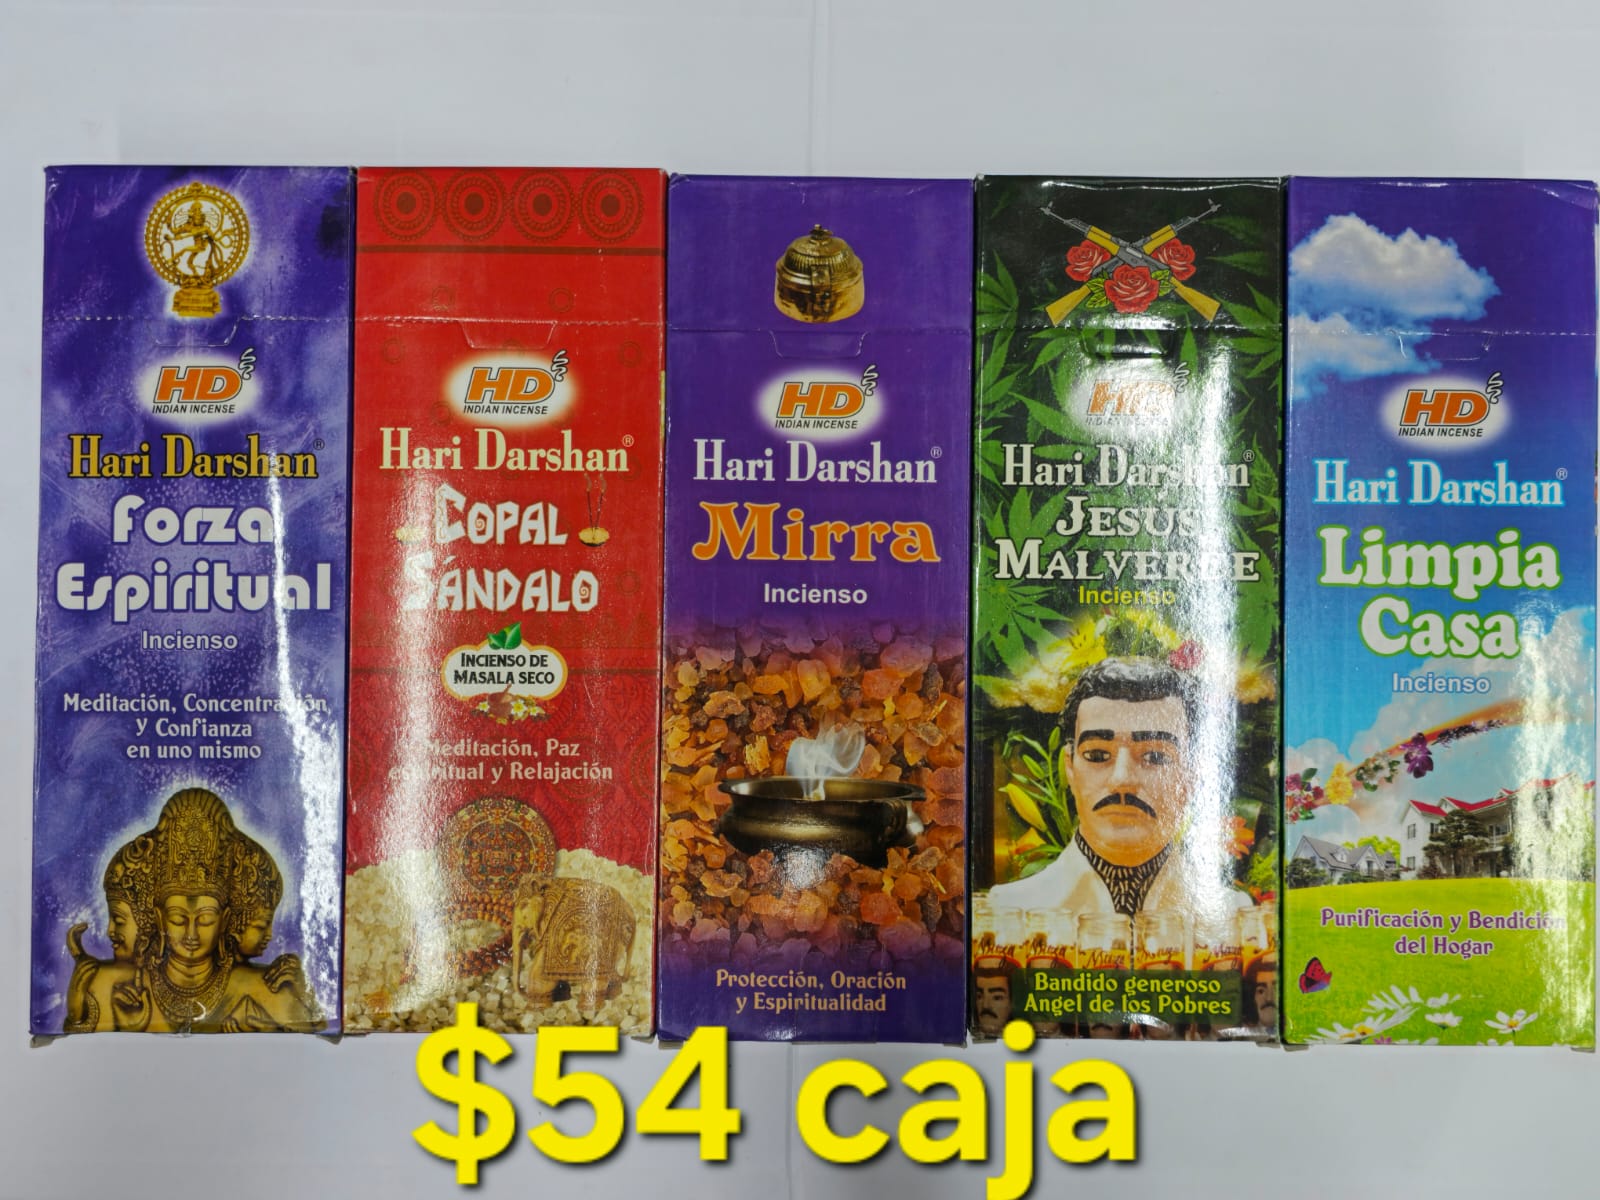 HD
INDIAN INCENSE
Hari Darshan®
Forza
Espiritual
Incienso
Meditación, Concentración
y Confianza
en uno mismo
HD
INDIAN INCENSE
Hari Darshan®
COPAL
SÁNDALO
INCIENSO DE
MASALA SECO
Meditación, Paz
espiritual y Relajación
HD
INDIAN INCENSE
Hari Darshan®
Mirra
Incienso
Protección, Oración
y Espiritualidad
HD
INDIAN INCENSE
Hari Darshan®
JESUS
MALVERDE
Incienso
Bandido generoso
Angel de los Pobres
HD
INDIAN INCENSE
Hari Darshan®
Limpia
Casa
Incienso
Purificación y Bendición
del Hogar
$54 caja